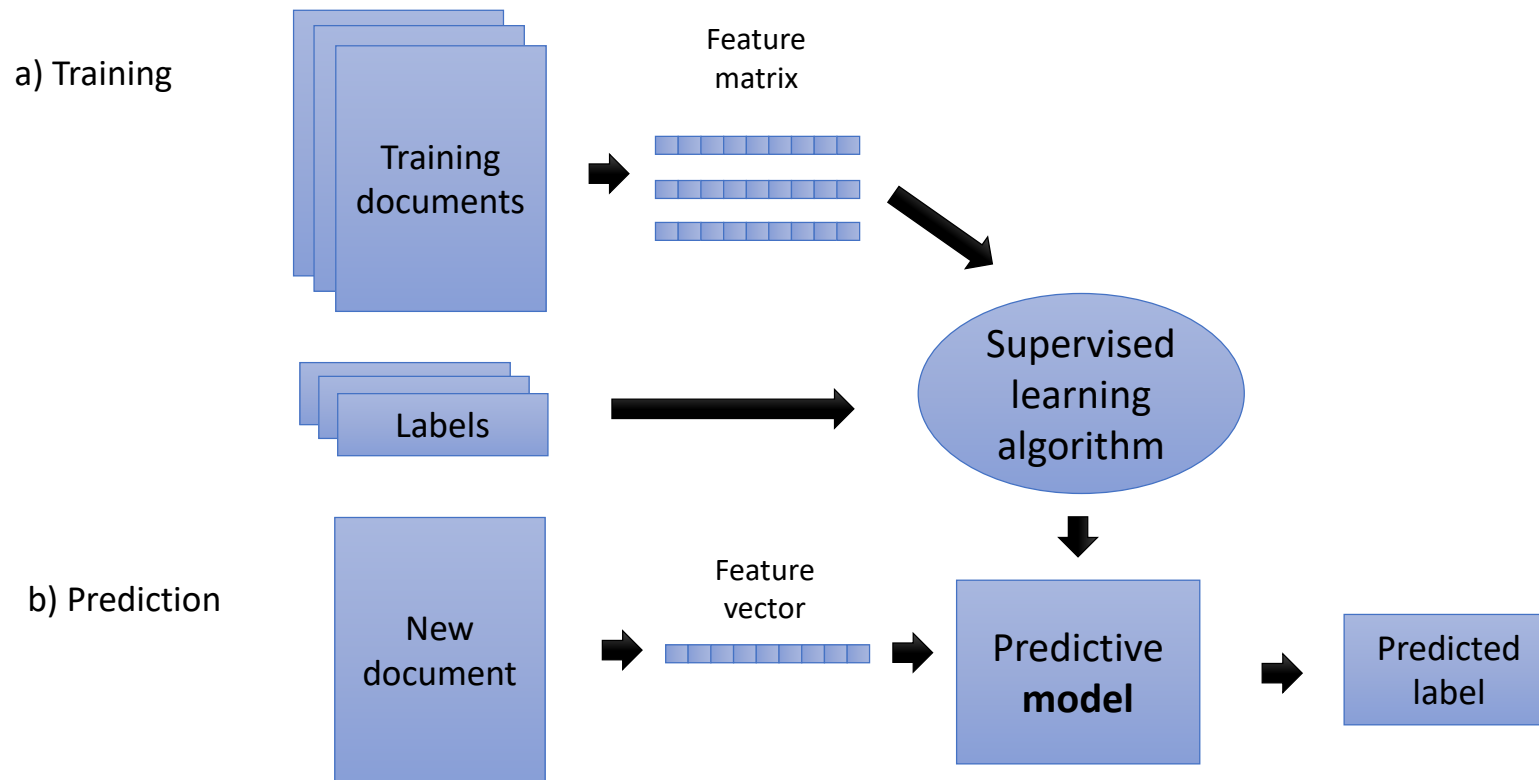 a) Training
Training
documents
Feature
matrix
Labels
Supervised
learning
algorithm
b) Prediction
New
document
Feature
vector
Predictive
model
Predicted
label